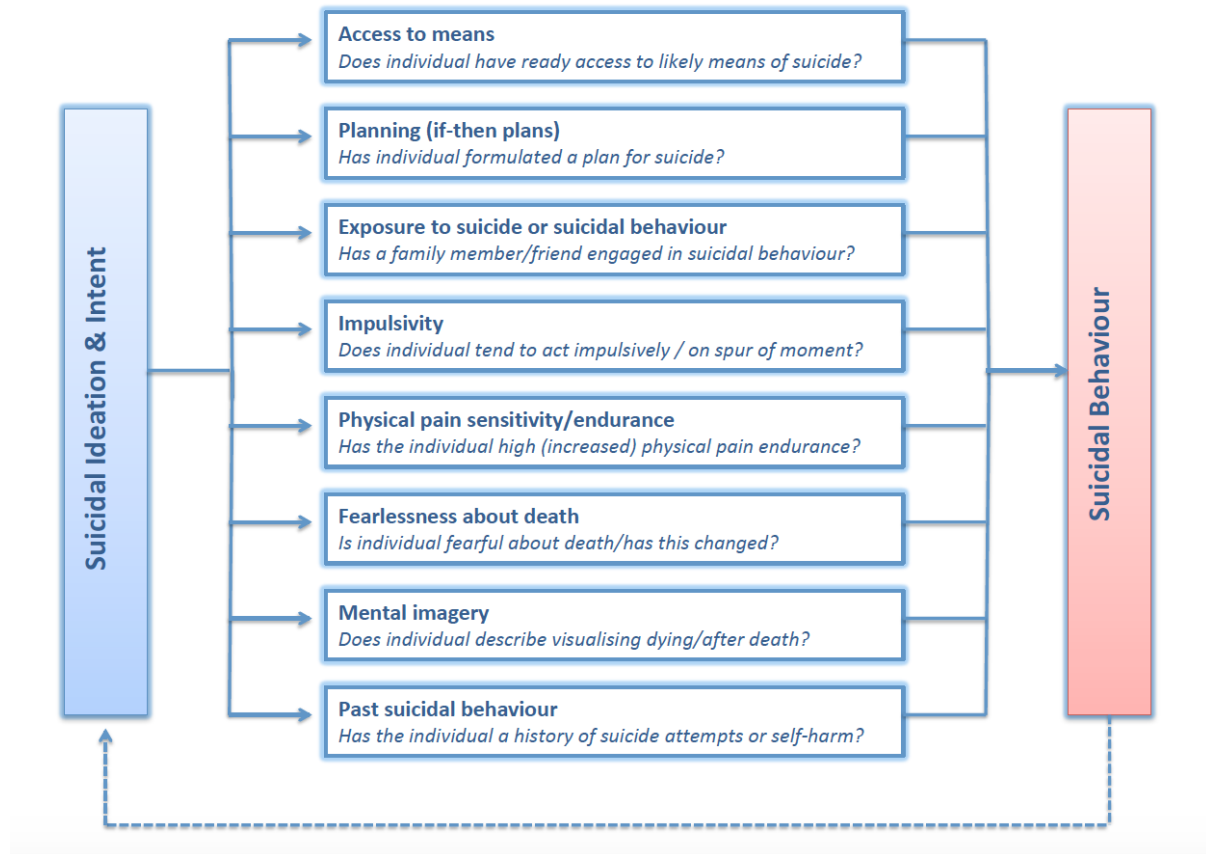 Suicidal Ideation & Intent
Access to means
Does individual have ready access to likely means of suicide?
Planning (if-then plans)
Has individual formulated a plan for suicide?
Exposure to suicide or suicidal behaviour
Has a family member/friend engaged in suicidal behaviour?
Impulsivity
Does individual tend to act impulsively / on spur of moment?
Physical pain sensitivity/endurance
Has the individual high (increased) physical pain endurance?
Fearlessness about death
Is individual fearful about death/has this changed?
Mental imagery
Does individual describe visualising dying/after death?
Past suicidal behaviour
Has the individual a history of suicide attempts or self-harm?
Suicidal Behaviour